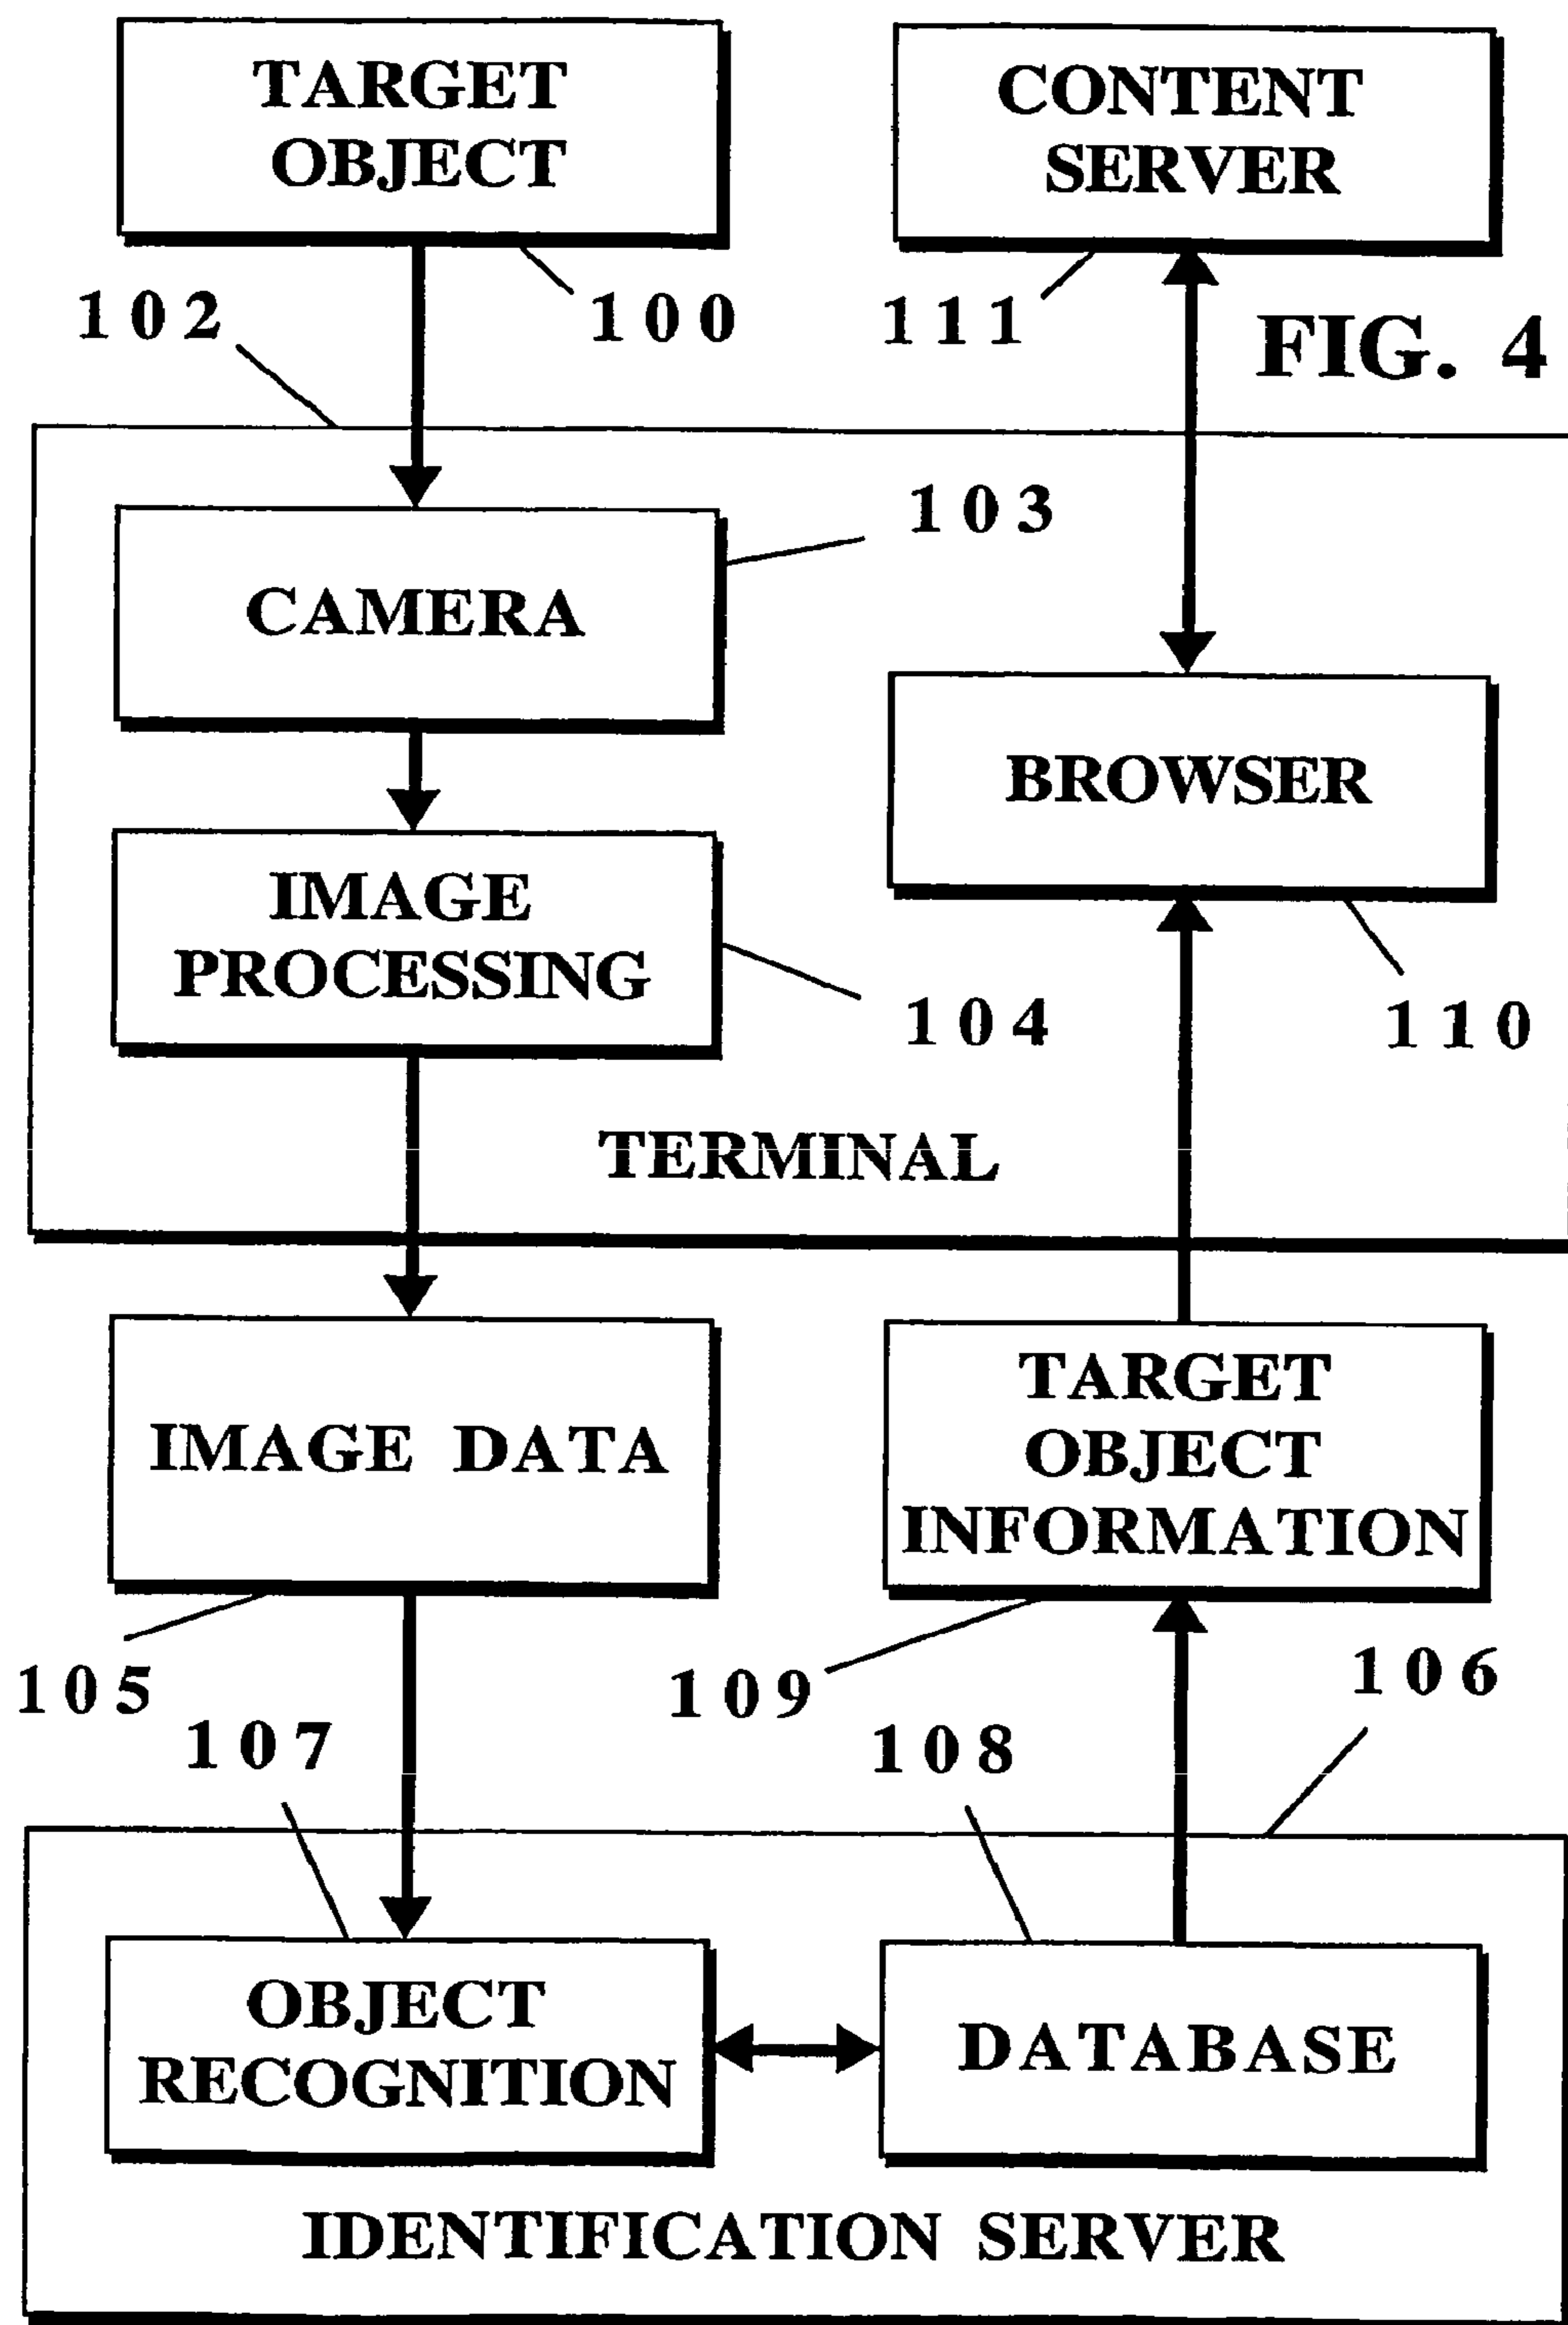 TARGET
OBJECT
CONTENT
SERVER
102
100
111
FIG. 4
103
CAMERA
BROWSER
IMAGE
PROCESSING
104
110
TERMINAL
IMAGE DATA
TARGET
OBJECT
INFORMATION
105
109
106
107
108
OBJECT
RECOGNITION
DATABASE
IDENTIFICATION SERVER